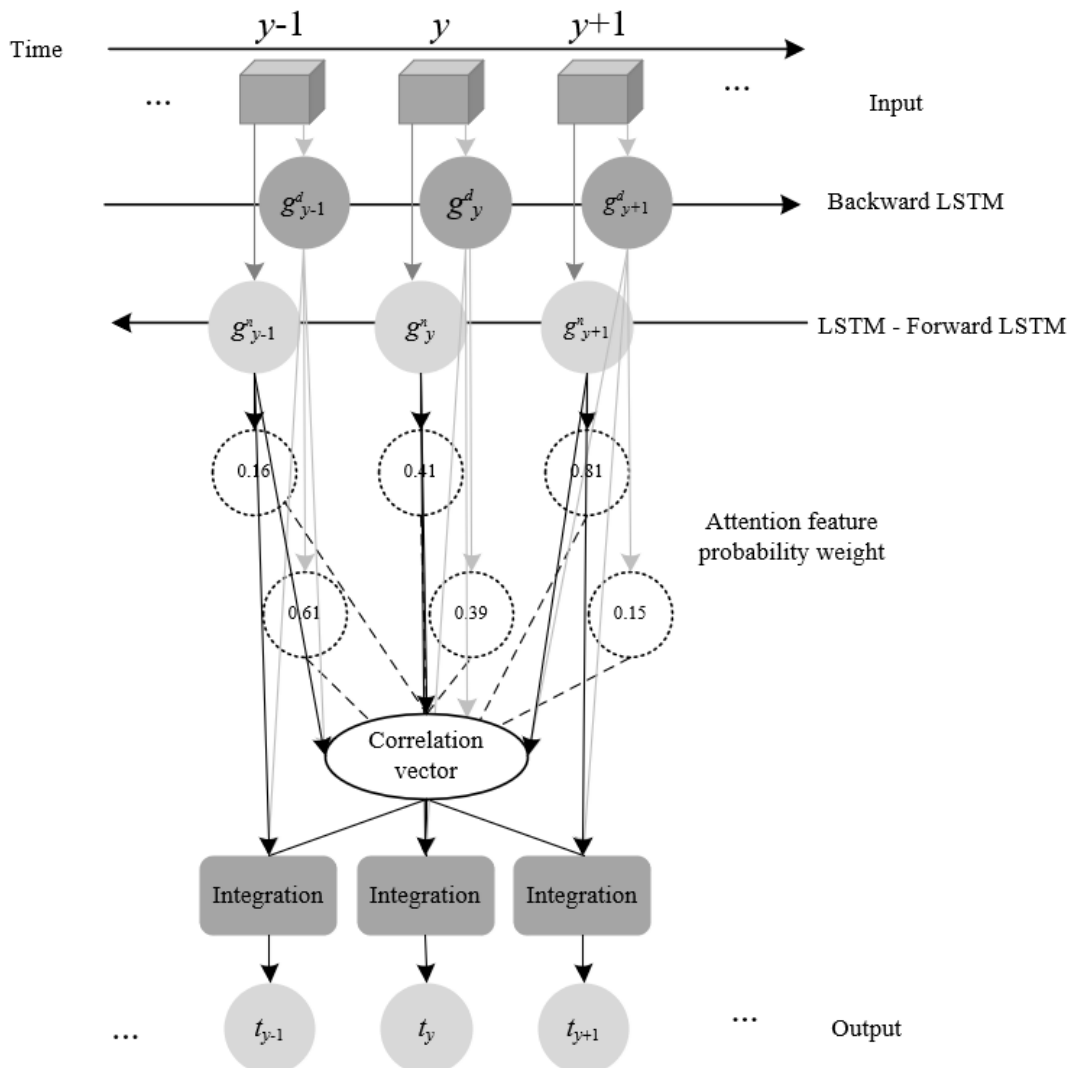 y-1 y y+1
Time
... ...
Input
g^d_{y-1} g^d_y g^d_{y+1}
Backward LSTM
g^n_{y-1} g^n_y g^n_{y+1}
LSTM - Forward LSTM
0.16 0.41 0.81
Attention feature
probability weight
0.61 0.39 0.15
Correlation
vector
Integration Integration Integration
t_{y-1} t_y t_{y+1}
... ...
Output